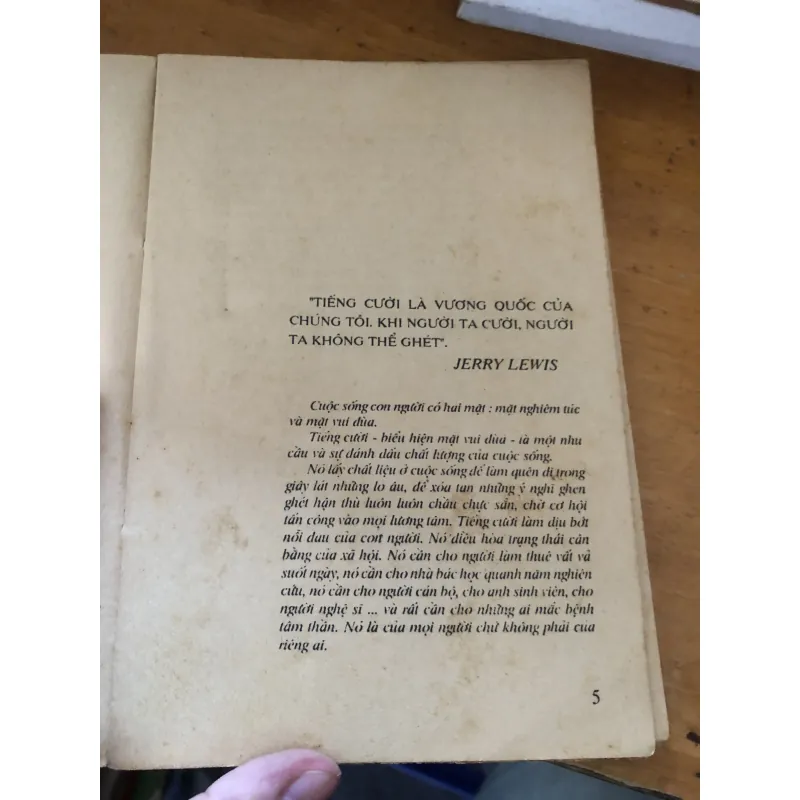 "TIẾNG CƯỜI LÀ VƯƠNG QUỐC CỦA
CHÚNG TÔI. KHI NGƯỜI TA CƯỜI, NGƯỜI
TA KHÔNG THỂ GHÉT".
JERRY LEWIS
Cuộc sống con người có hai mặt : mặt nghiêm túc
và mặt vui đùa.
Tiếng cười - biểu hiện mặt vui đùa - là một nhu
cầu và sự đánh dấu chất lượng của cuộc sống.
Nó lấy chất liệu ở cuộc sống để làm quên đi trong
giây lát những lo âu, để xóa tan những ý nghĩ ghen
ghét hận thù luôn luôn chầu chực sẵn, chờ cơ hội
tấn công vào mọi lương tâm. Tiếng cười làm dịu bớt
nỗi đau của con người. Nó điều hòa trạng thái cân
bằng của xã hội. Nó cần cho người làm thuê vất vả
suốt ngày, nó cần cho nhà bác học quanh năm nghiên
cứu, nó cần cho người cán bộ, cho anh sinh viên, cho
người nghệ sĩ ... và rất cần cho những ai mắc bệnh
tâm thần. Nó là của mọi người chứ không phải của
riêng ai.
5